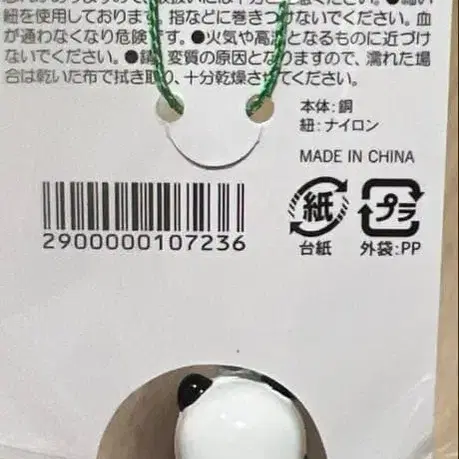 紐を使用しております。指などに巻きつけないでください。血
が通わなくなり危険です。●火気や高温となるものに近づけ
ないでください。●錆、変質の原因となりますので、濡れた場合
は乾いた布で拭き取り、十分乾燥させてください。
本体:銅
紐:ナイロン
MADE IN CHINA
紙
プラ
台紙
外袋:PP
2900000107236